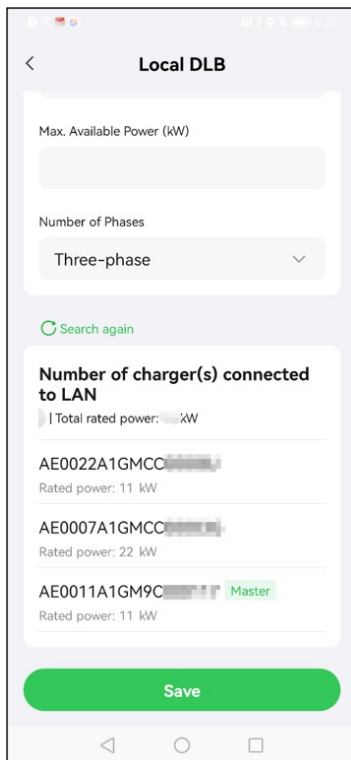 Local DLB
Max. Available Power (kW)
Number of Phases
Three-phase
Search again
Number of charger(s) connected
to LAN
| Total rated power: kW
AE0022A1GMCC
Rated power: 11 kW
AE0007A1GMCC
Rated power: 22 kW
AE0011A1GM9C Master
Rated power: 11 kW
Save